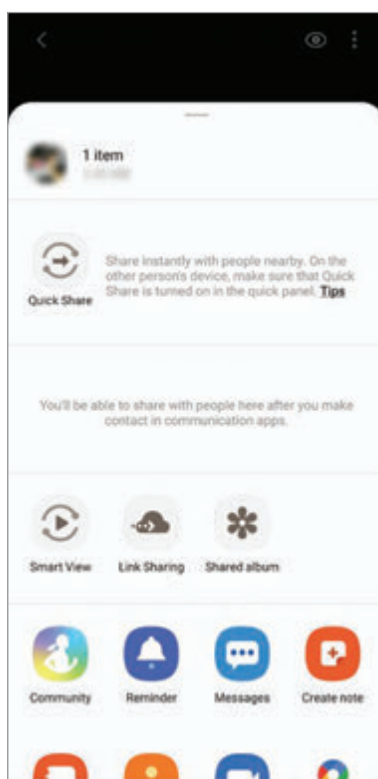 1 item
Share instantly with people nearby. On the
other person's device, make sure that Quick
Share is turned on in the quick panel. Tips
Quick Share
You'll be able to share with people here after you make
contact in communication apps.
Smart View Link Sharing Shared album
Community Reminder Messages Create note